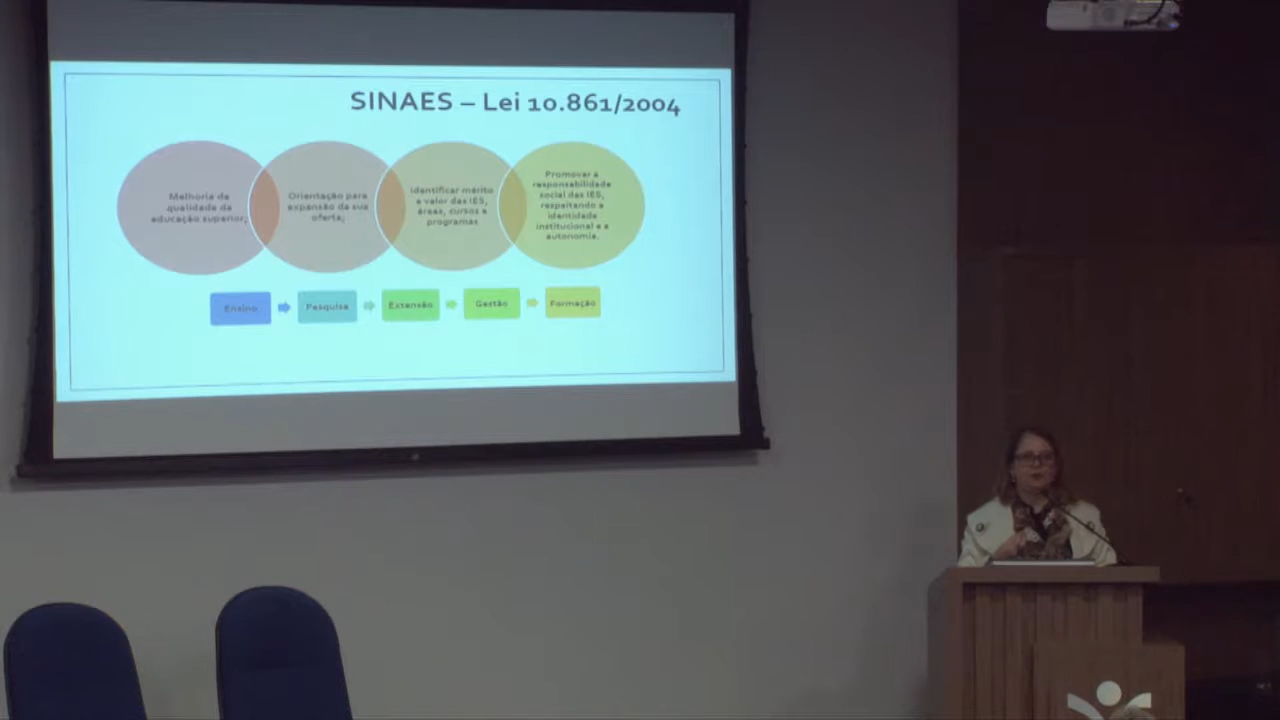 SINAES – Lei 10.861/2004
Melhoria de
qualidade da
educação superior;
Orientação para
expansão da sua
oferta;
Identificar mérito
e valor das IES,
áreas, cursos e
programas
Promover a
responsabilidade
social das IES,
respeitando a
identidade
institucional e a
autonomia.
Ensino
Pesquisa
Extensão
Gestão
Formação